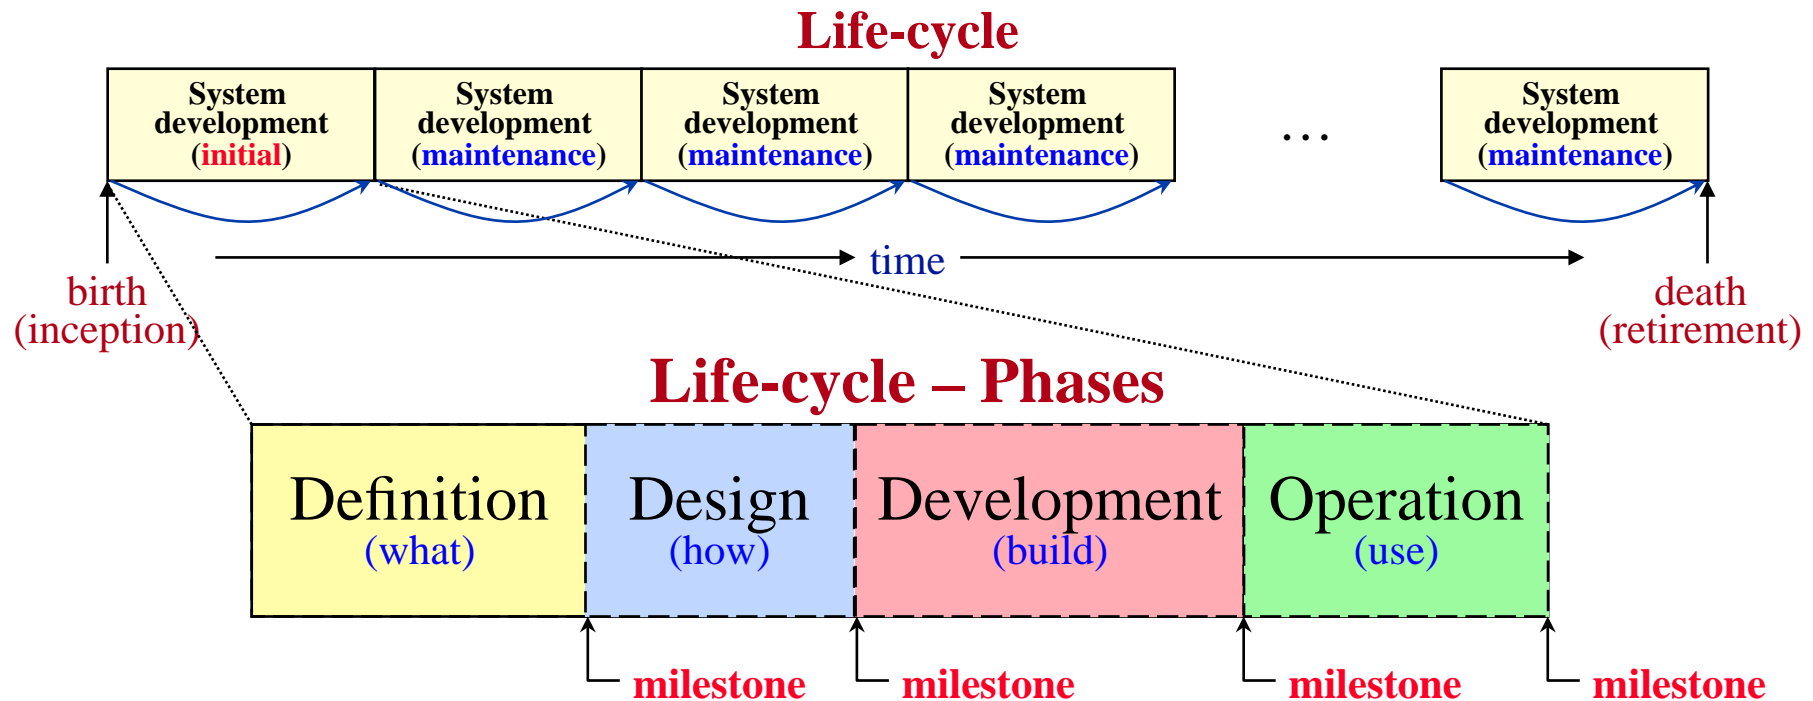 Life-cycle
System
development
(initial)
System
development
(maintenance)
System
development
(maintenance)
System
development
(maintenance)
...
System
development
(maintenance)
time
birth
(inception)
death
(retirement)
Life-cycle – Phases
Definition
(what)
Design
(how)
Development
(build)
Operation
(use)
milestone
milestone
milestone
milestone